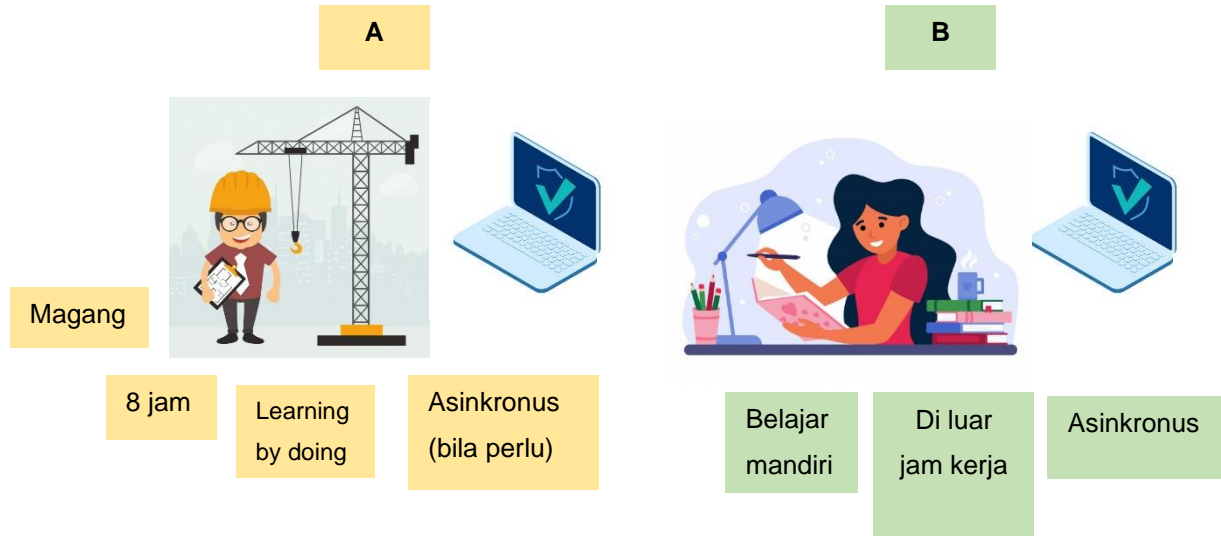 A
B
Magang
8 jam
Learning
by doing
Asinkronus
(bila perlu)
Belajar
mandiri
Di luar
jam kerja
Asinkronus